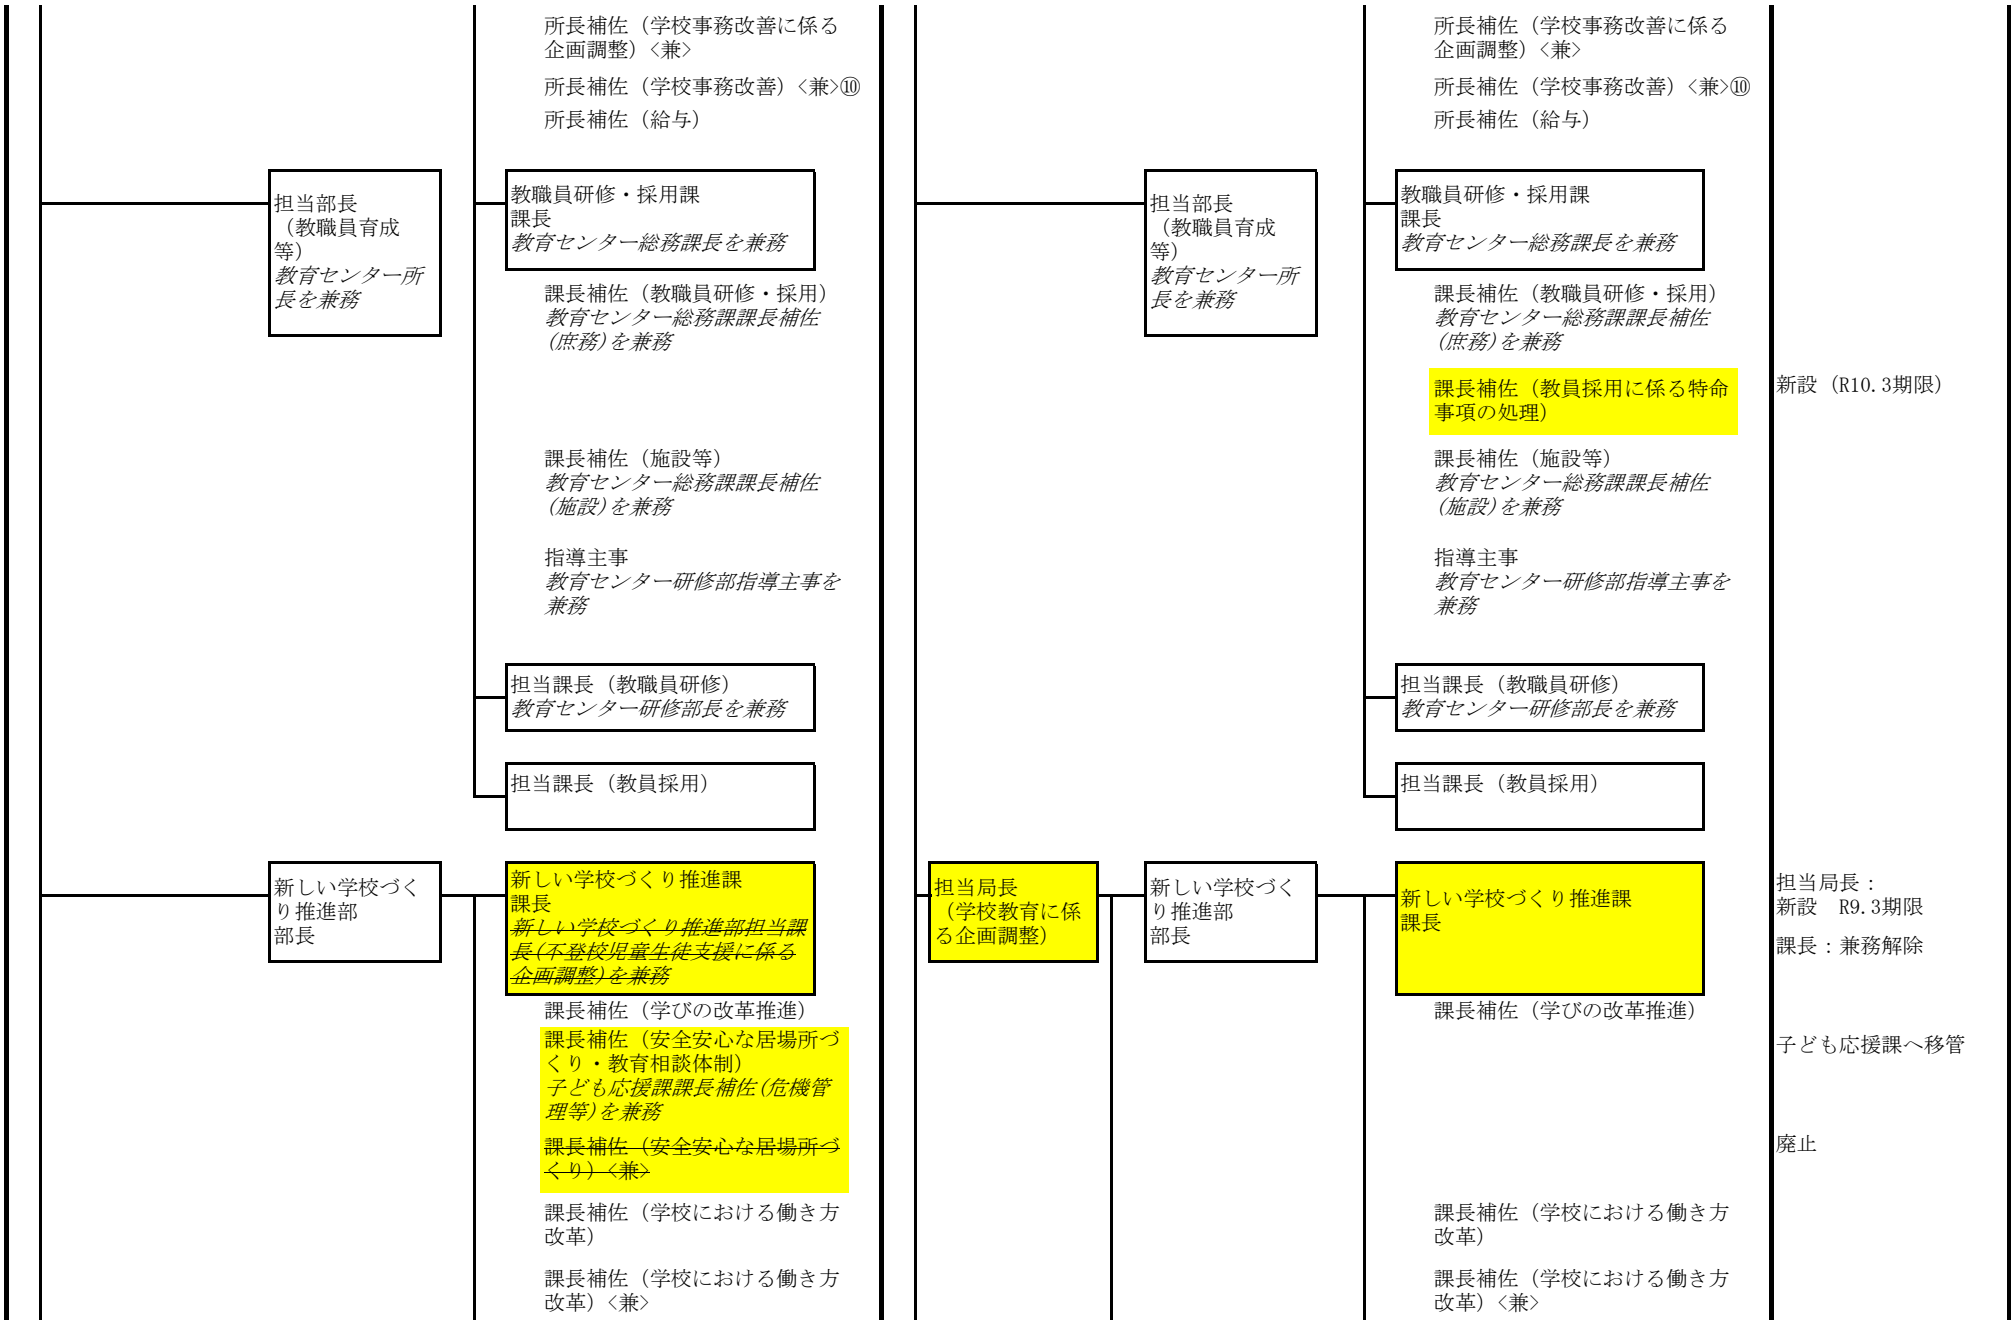 所長補佐（学校事務改善に係る
企画調整）<兼>
所長補佐（学校事務改善）<兼>⑩
所長補佐（給与）
担当部長
（教職員育成
等）
教育センター所
長を兼務
教職員研修・採用課
課長
教育センター総務課長を兼務
課長補佐（教職員研修・採用）
教育センター総務課課長補佐
(庶務)を兼務
課長補佐（施設等）
教育センター総務課課長補佐
(施設)を兼務
指導主事
教育センター研修部指導主事を
兼務
担当課長（教職員研修）
教育センター研修部長を兼務
担当課長（教員採用）
新しい学校づく
り推進部
部長
新しい学校づくり推進課
課長
新しい学校づくり推進部担当課
長(不登校児童生徒支援に係る
企画調整)を兼務
課長補佐（学びの改革推進）
課長補佐（安全安心な居場所づ
くり・教育相談体制）
子ども応援課課長補佐(危機管
理等)を兼務
課長補佐（安全安心な居場所づ
くり）<兼>
課長補佐（学校における働き方
改革）
課長補佐（学校における働き方
改革）<兼>
所長補佐（学校事務改善に係る
企画調整）<兼>
所長補佐（学校事務改善）<兼>⑩
所長補佐（給与）
担当部長
（教職員育成
等）
教育センター所
長を兼務
教職員研修・採用課
課長
教育センター総務課長を兼務
課長補佐（教職員研修・採用）
教育センター総務課課長補佐
(庶務)を兼務
課長補佐（教員採用に係る特命
事項の処理）
課長補佐（施設等）
教育センター総務課課長補佐
(施設)を兼務
指導主事
教育センター研修部指導主事を
兼務
担当課長（教職員研修）
教育センター研修部長を兼務
担当課長（教員採用）
担当局長
（学校教育に係
る企画調整）
新しい学校づく
り推進部
部長
新しい学校づくり推進課
課長
課長補佐（学びの改革推進）
課長補佐（学校における働き方
改革）
課長補佐（学校における働き方
改革）<兼>
新設（R10.3期限）
担当局長：
新設　R9.3期限
課長：兼務解除
子ども応援課へ移管
廃止